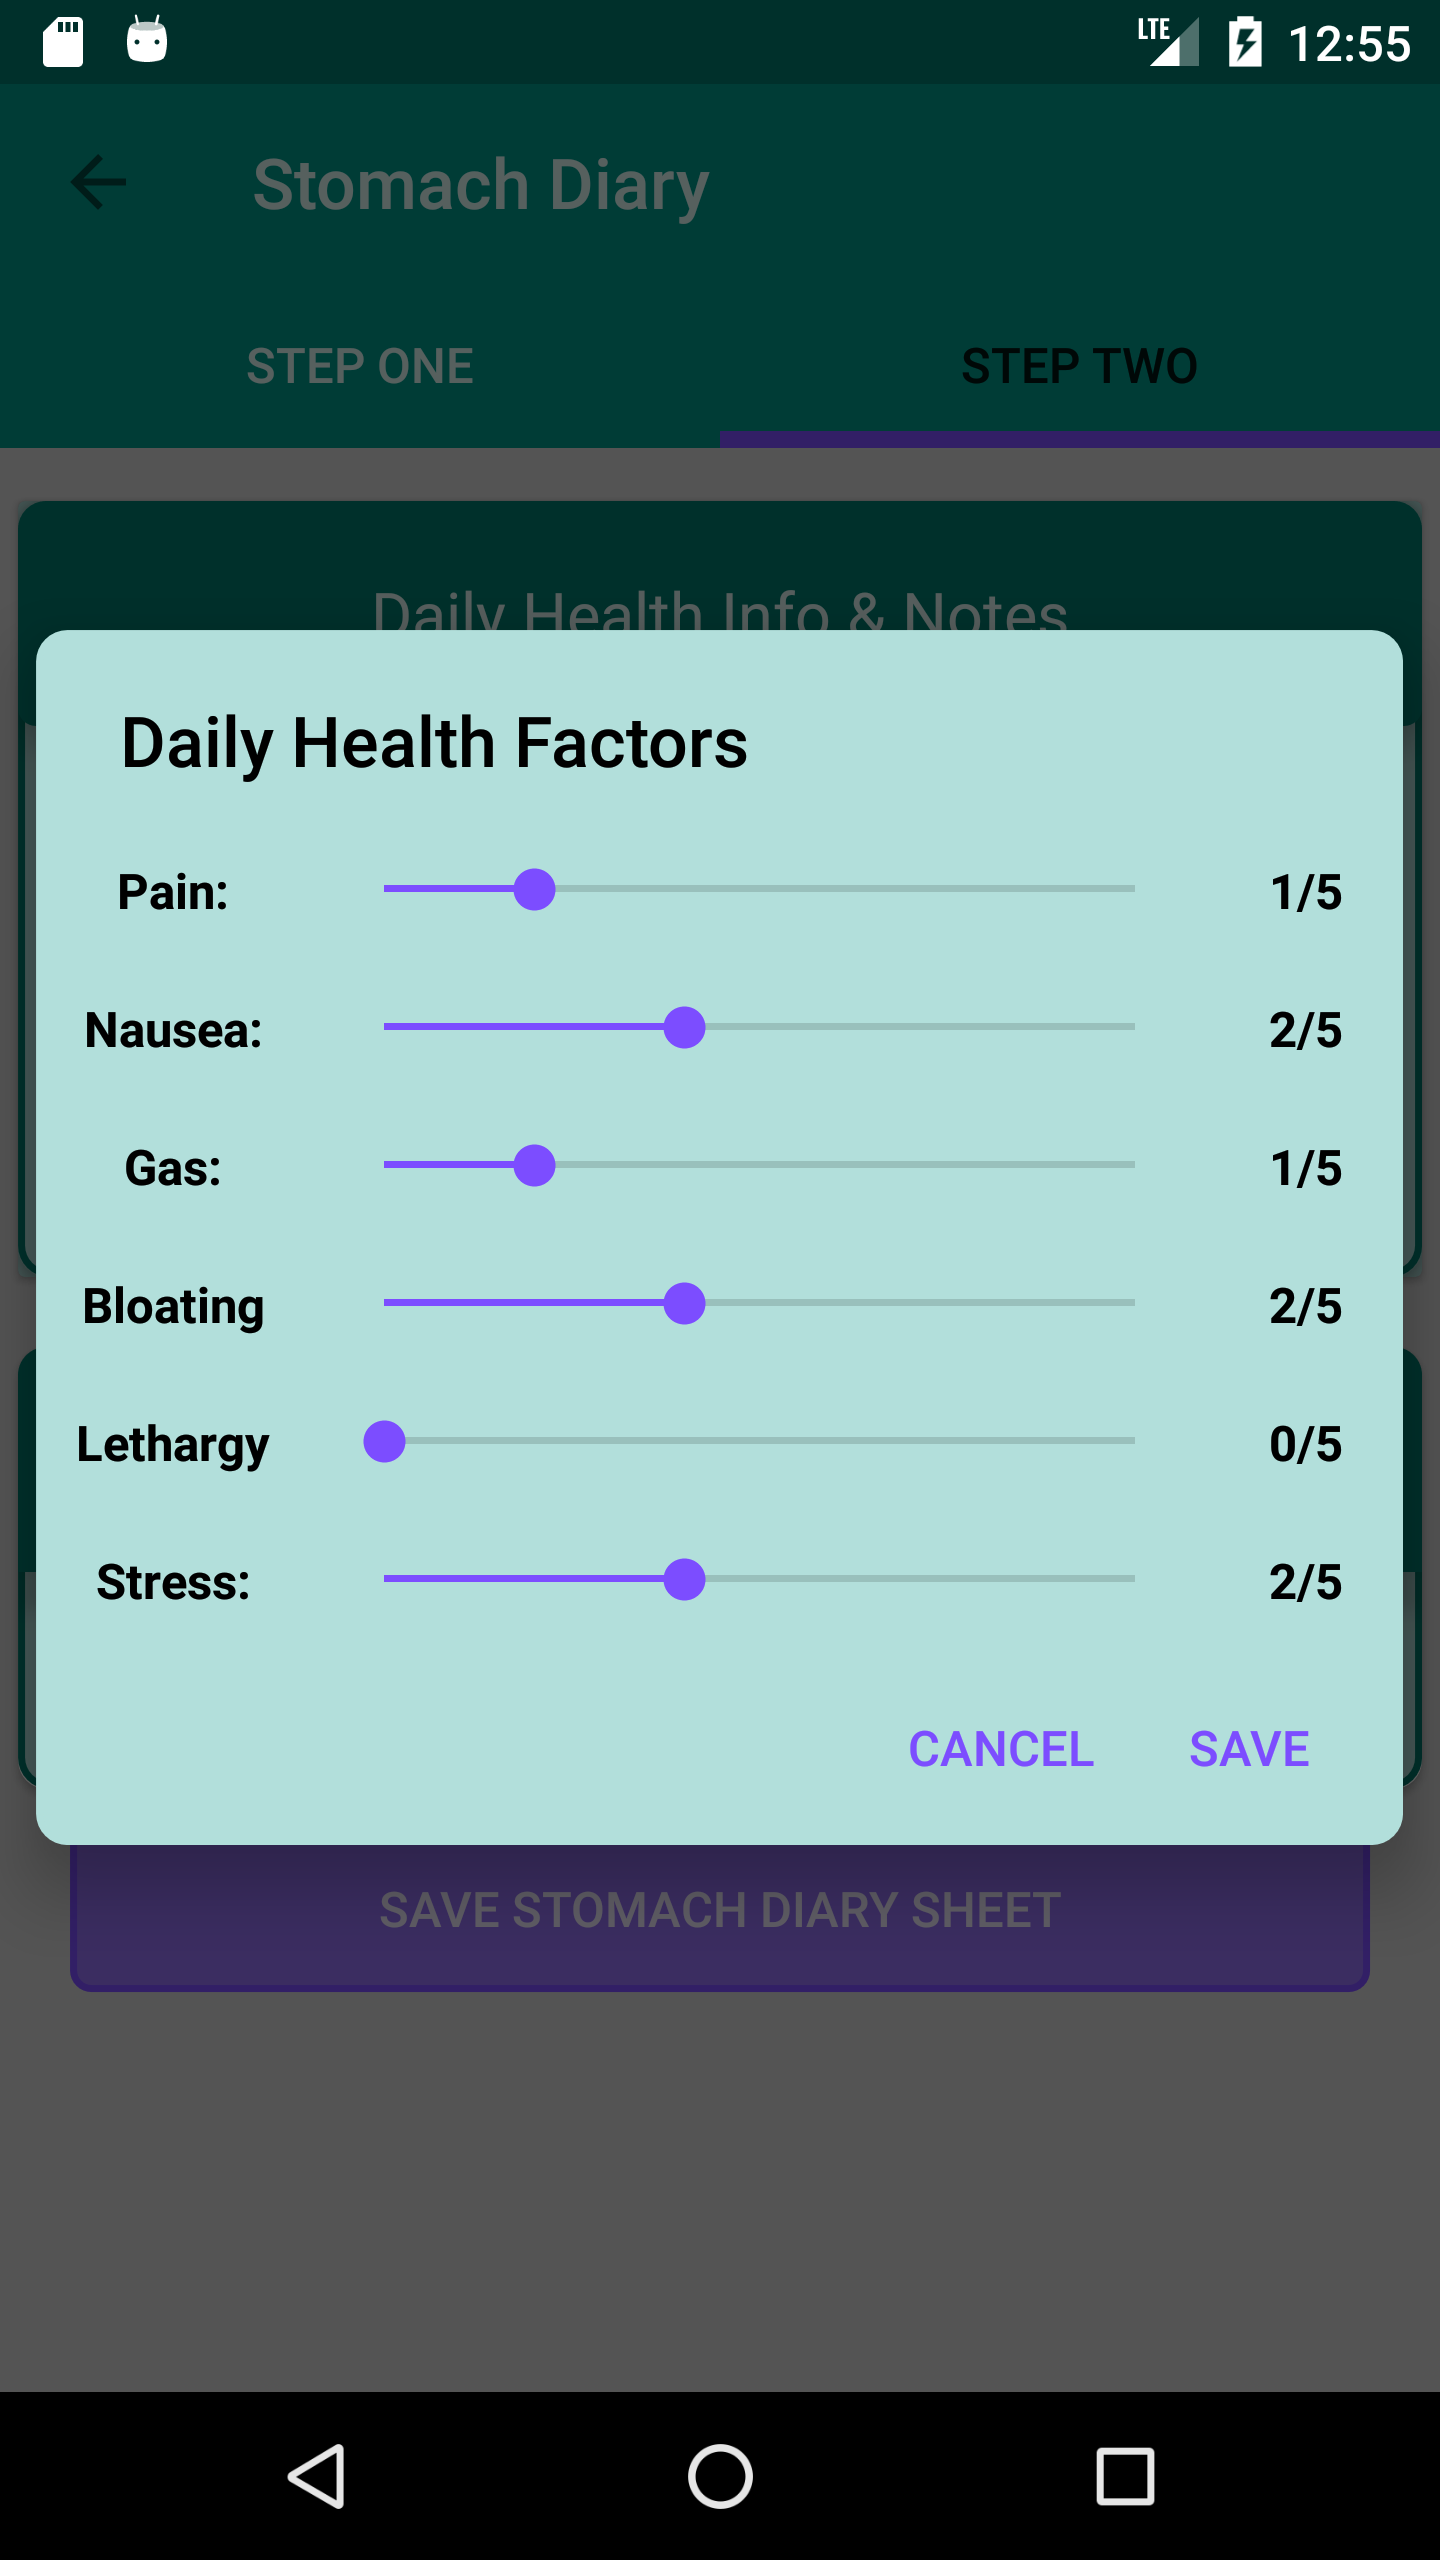 LTE 12:55
Stomach Diary
STEP ONE STEP TWO
Daily Health Info & Notes
Daily Health Factors
Pain: 1/5
Nausea: 2/5
Gas: 1/5
Bloating 2/5
Lethargy 0/5
Stress: 2/5
CANCEL SAVE
SAVE STOMACH DIARY SHEET